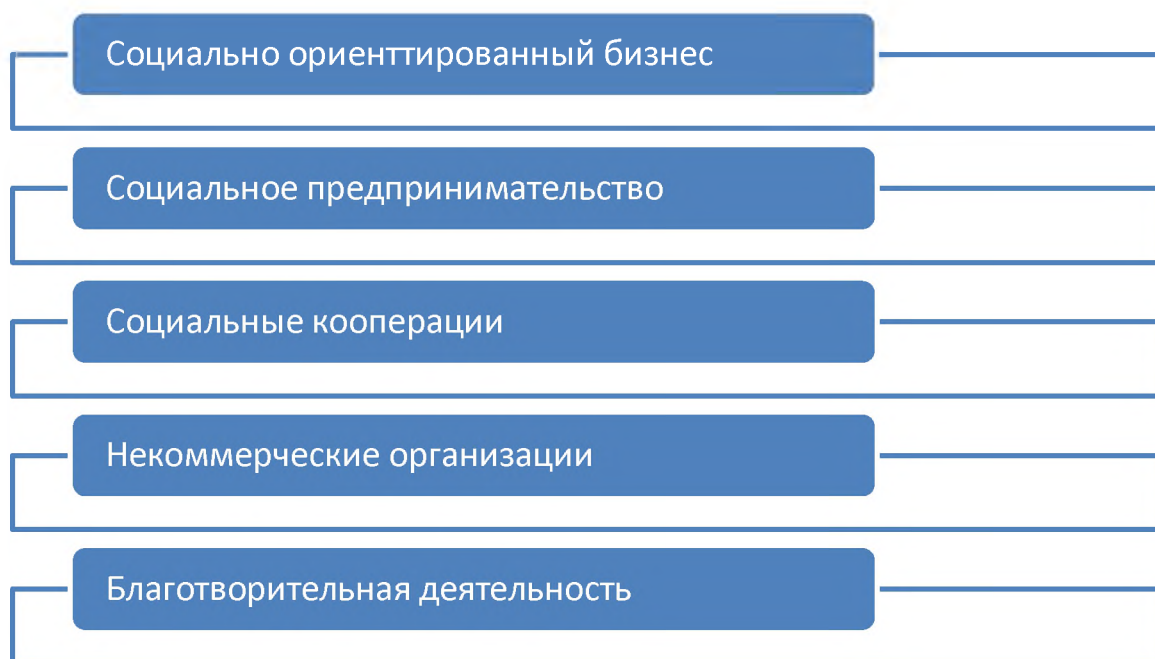 Социально ориенттированный бизнес
Социальное предпринимательство
Социальные кооперации
Некоммерческие организации
Благотворительная деятельность